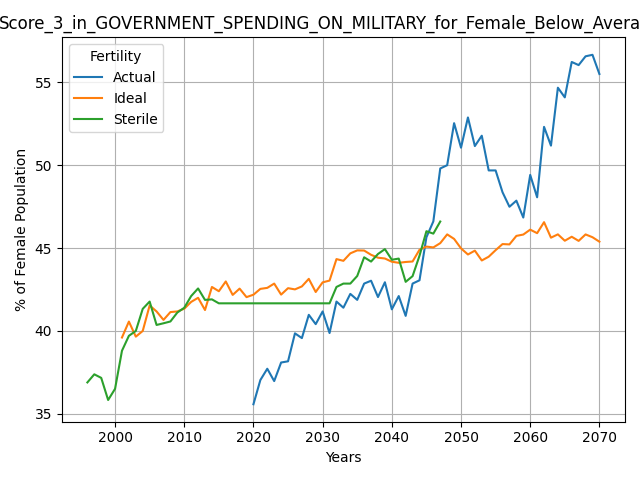 Score_3_in_GOVERNMENT_SPENDING_ON_MILITARY_for_Female_Below_Avera
Fertility
Actual
Ideal
Sterile
% of Female Population
55
50
45
40
35
2000 2010 2020 2030 2040 2050 2060 2070
Years